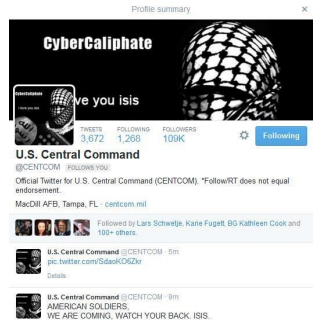 Profile summary
×
CyberCaliphate
CyberCaliphate
i love you isis
ve you isis
TWEETS FOLLOWING FOLLOWERS
3,672 1,268 109K
Following
U.S. Central Command
@CENTCOM FOLLOWS YOU
Official Twitter for U.S. Central Command (CENTCOM). *Follow/RT does not equal
endorsement.
MacDill AFB, Tampa, FL · centcom.mil
Followed by Lars Schwetje, Karie Fugett, BG Kathleen Cook and
100+ others.
U.S. Central Command @CENTCOM · 5m
pic.twitter.com/SdaoKO6Zkr
Details
U.S. Central Command @CENTCOM · 9m
AMERICAN SOLDIERS,
WE ARE COMING, WATCH YOUR BACK. ISIS.